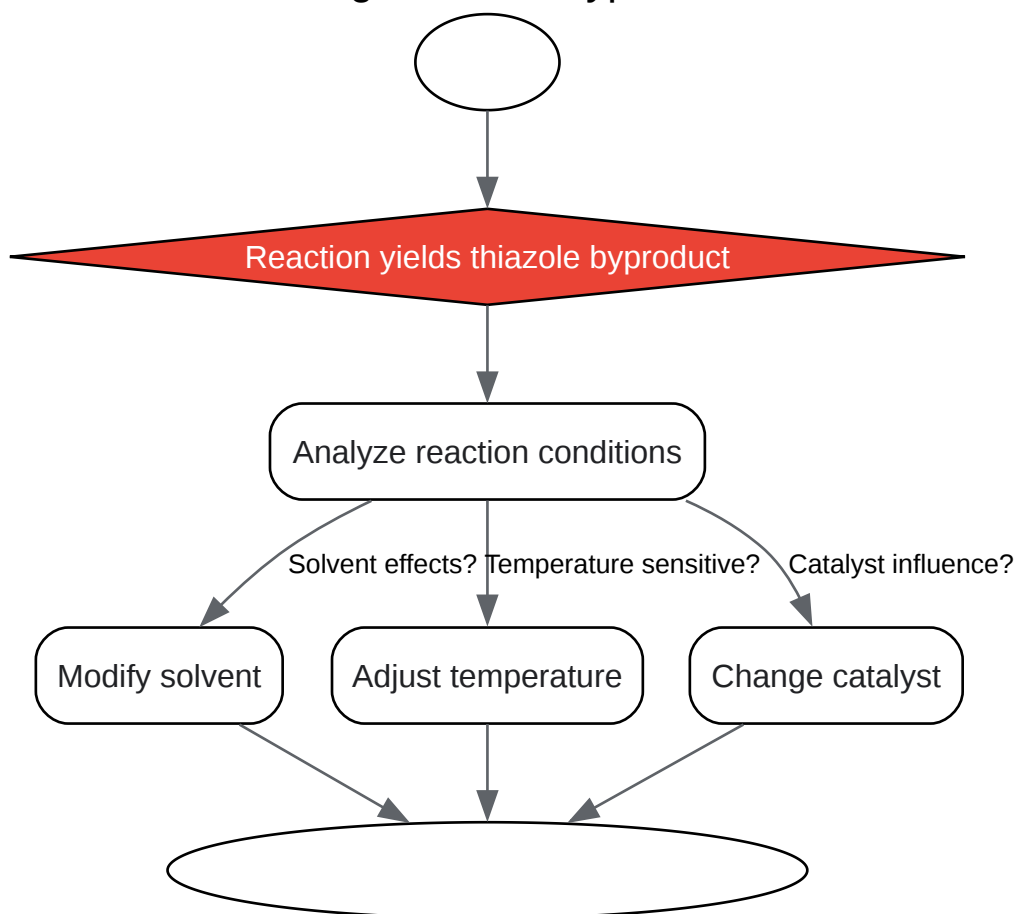 Reaction yields thiazole byproduct
Analyze reaction conditions
Solvent effects? Temperature sensitive? Catalyst influence?
Modify solvent
Adjust temperature
Change catalyst